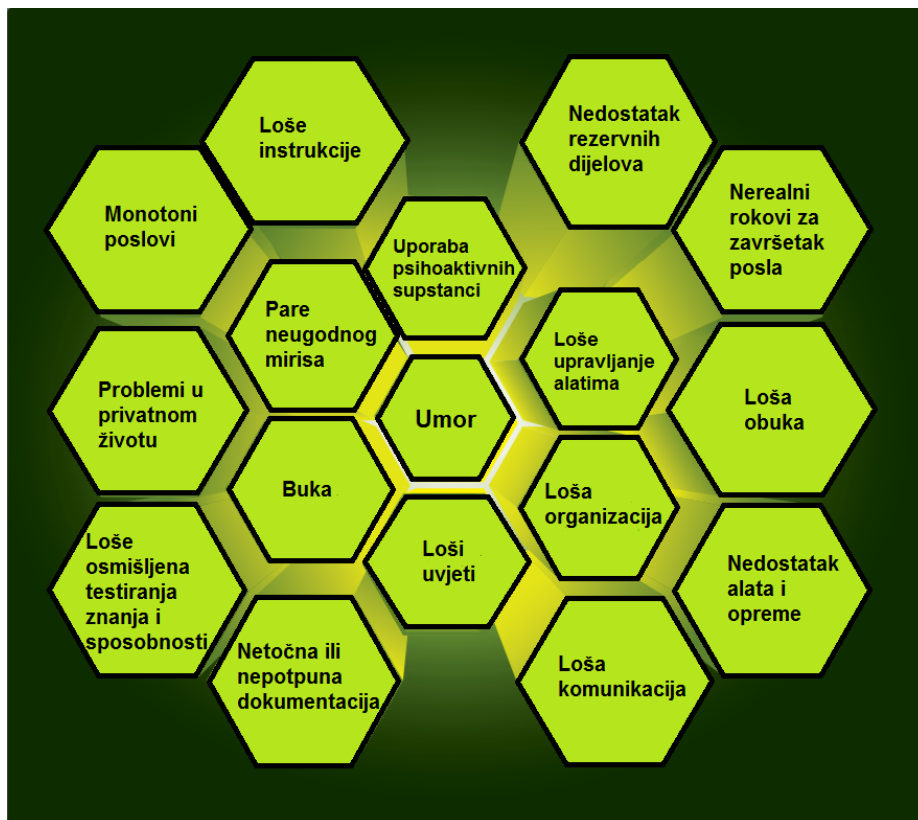 Loše
instrukcije
Nedostatak
rezervnih
dijelova
Monotoni
poslovi
Nerealni
rokovi za
završetak
posla
Uporaba
psihoaktivnih
supstanci
Pare
neugodnog
mirisa
Loše
upravljanje
alatima
Problemi u
privatnom
životu
Umor
Loša
obuka
Buka
Loša
organizacija
Loše
osmišljena
testiranja
znanja i
sposobnosti
Loši
uvjeti
Nedostatak
alata i
opreme
Netočna ili
nepotpuna
dokumentacija
Loša
komunikacija